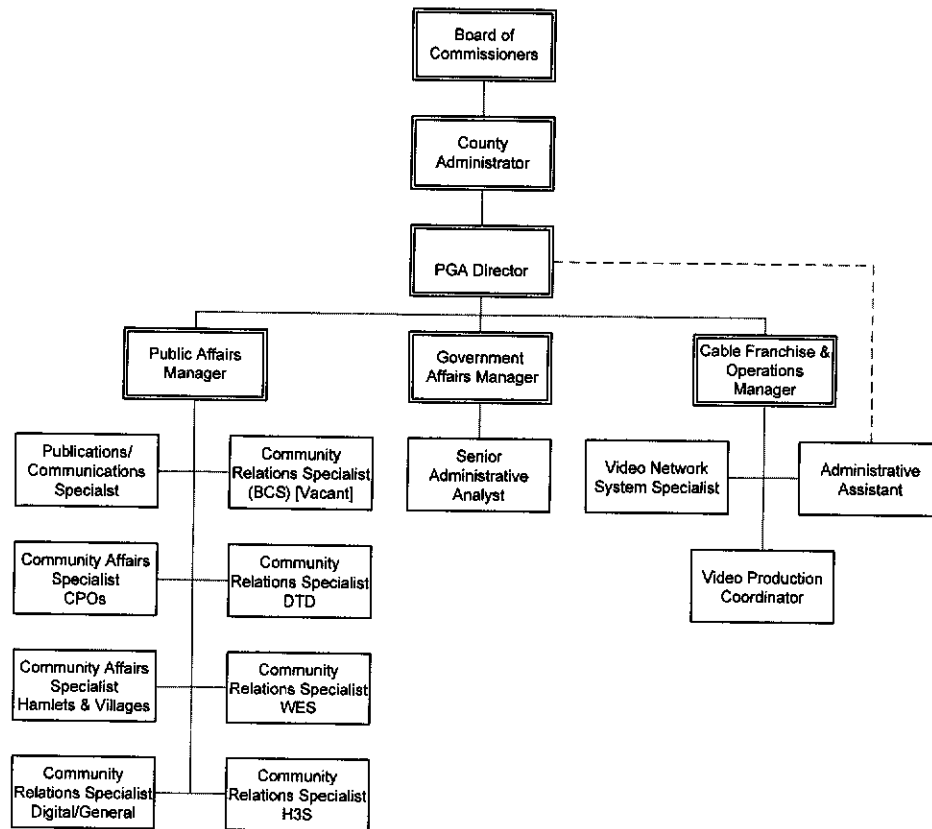 Board of
Commissioners
County
Administrator
PGA Director
Public Affairs
Manager
Government
Affairs Manager
Cable Franchise &
Operations
Manager
Publications/
Communications
Specialst
Community
Relations Specialist
(BCS) [Vacant]
Senior
Administrative
Analyst
Video Network
System Specialist
Administrative
Assistant
Community Affairs
Specialist
CPOs
Community
Relations Specialist
DTD
Video Production
Coordinator
Community Affairs
Specialist
Hamlets & Villages
Community
Relations Specialist
WES
Community
Relations Specialist
Digital/General
Community
Relations Specialist
H3S